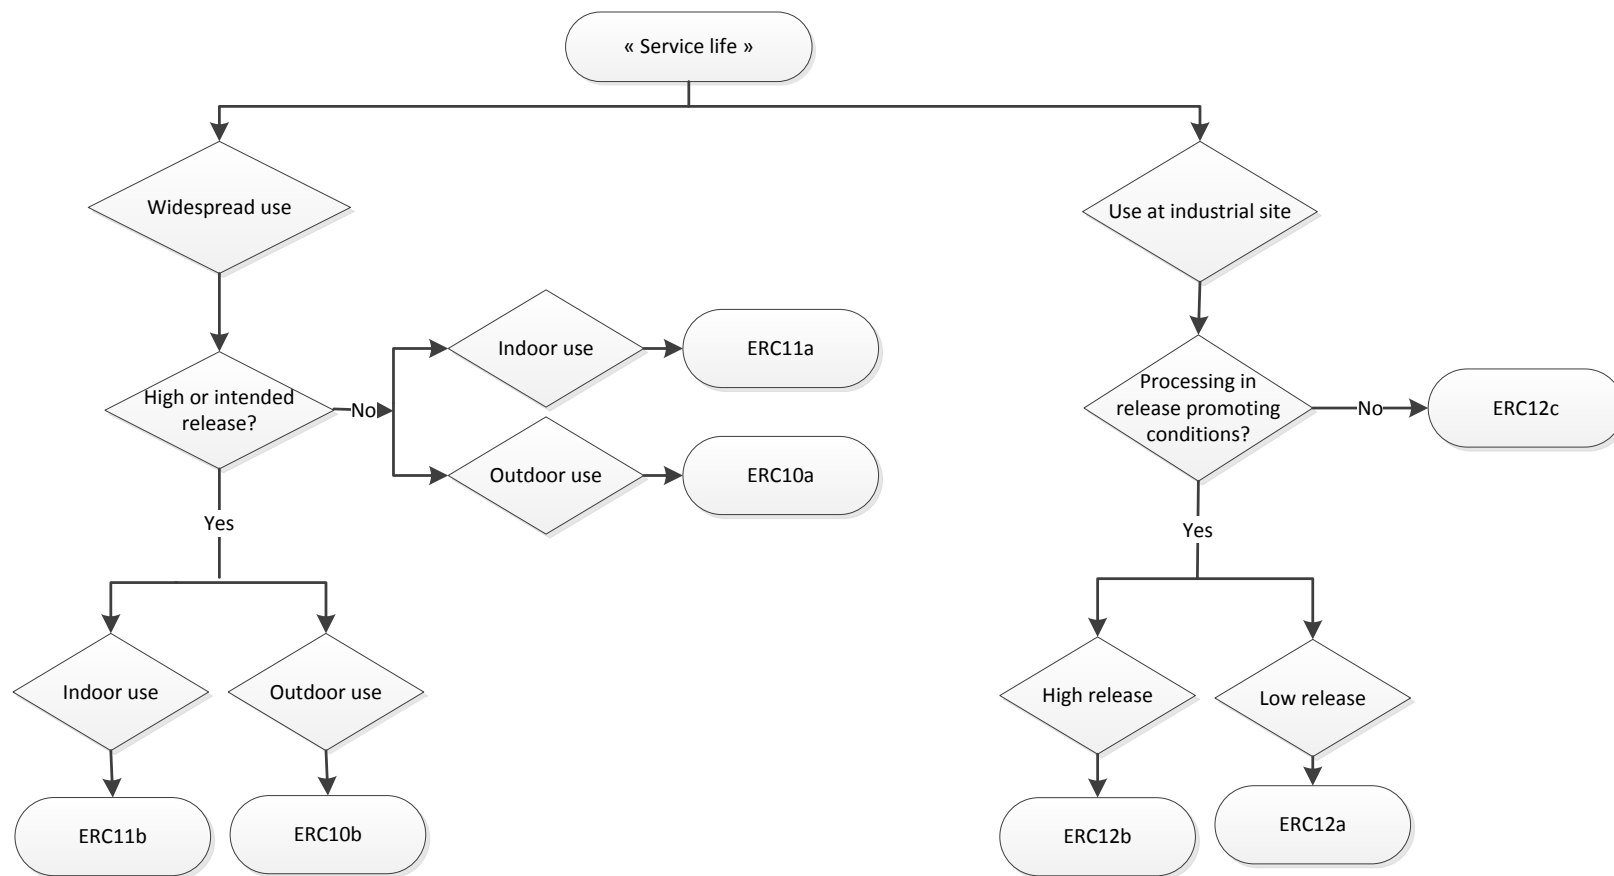 « Service life »
Widespread use
Use at industrial site
High or intended
release?
No
Indoor use
ERC11a
Outdoor use
ERC10a
Processing in
release promoting
conditions?
No
ERC12c
Yes
Yes
Indoor use
Outdoor use
High release
Low release
ERC11b
ERC10b
ERC12b
ERC12a